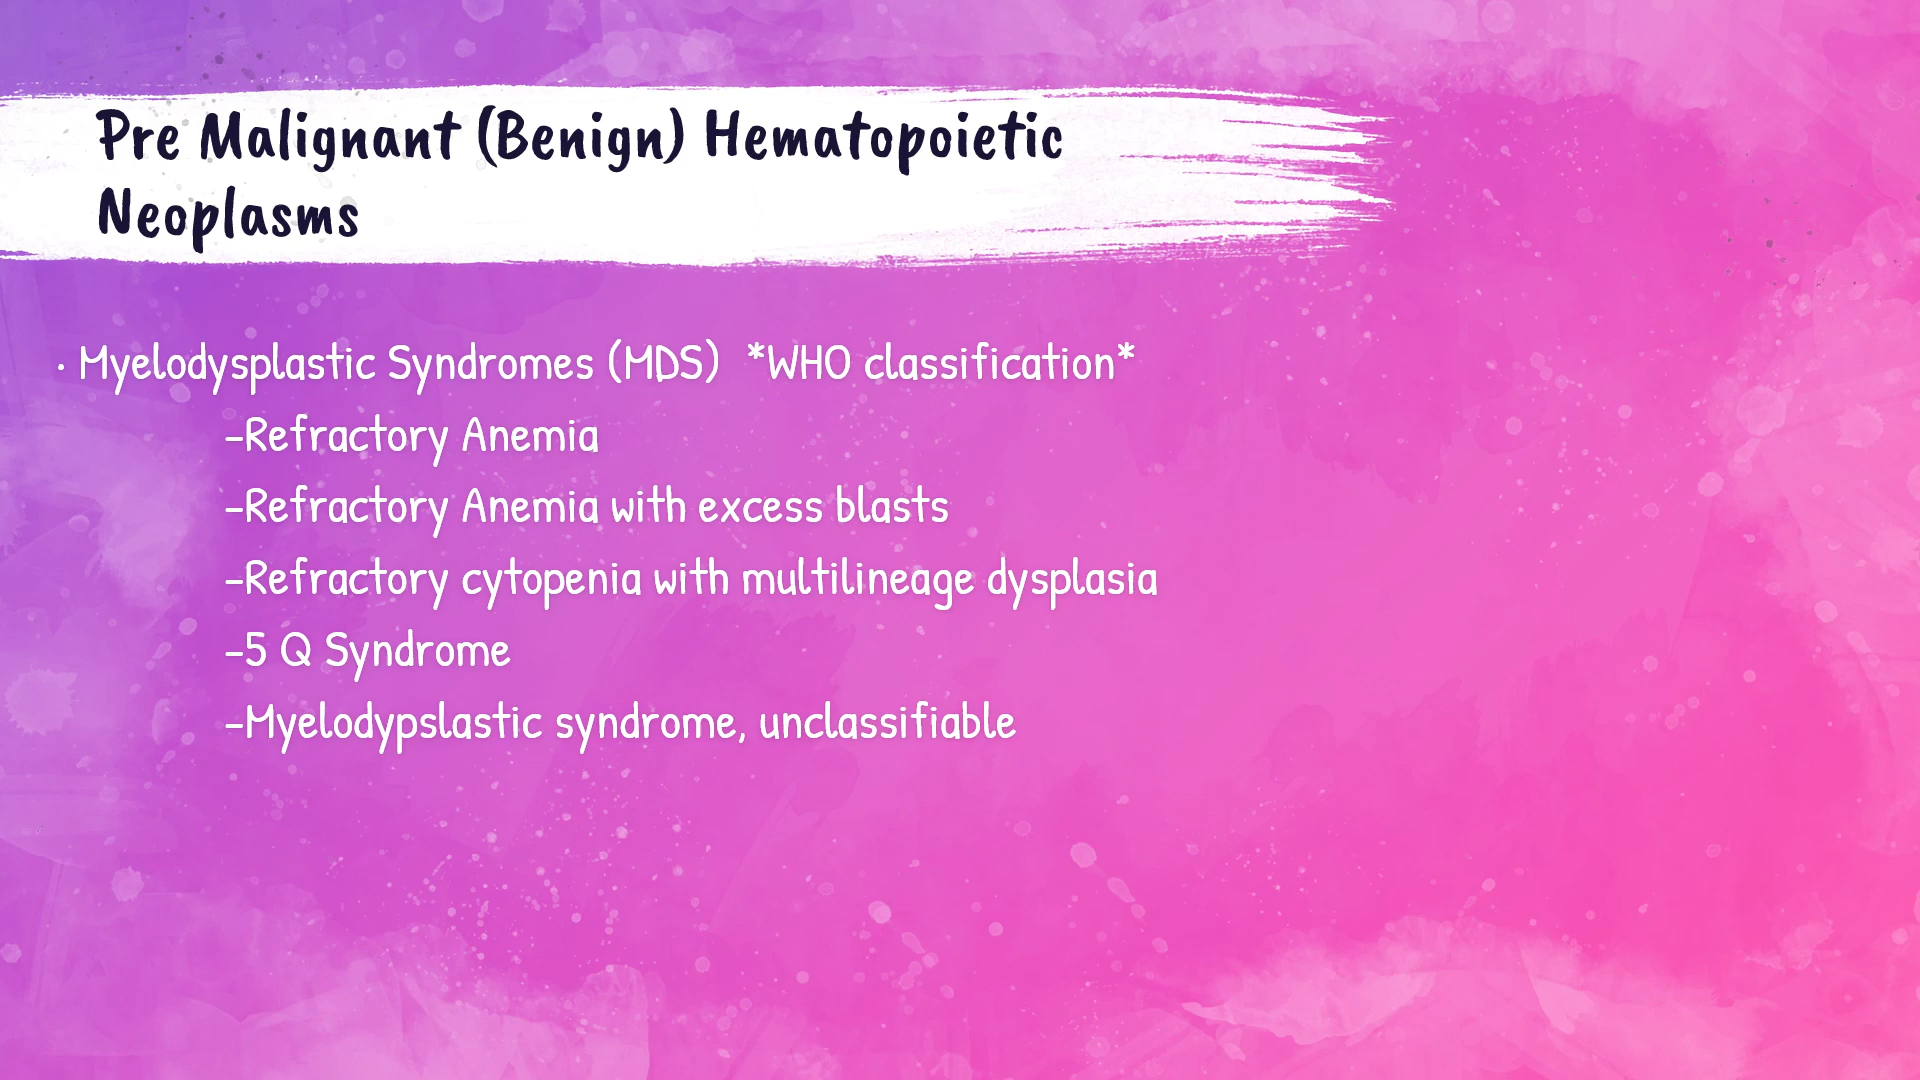 Pre Malignant (Benign) Hematopoietic
Neoplasms
· Myelodysplastic Syndromes (MDS) *WHO classification*
-Refractory Anemia
-Refractory Anemia with excess blasts
-Refractory cytopenia with multilineage dysplasia
-5 Q Syndrome
-Myelodypslastic syndrome, unclassifiable